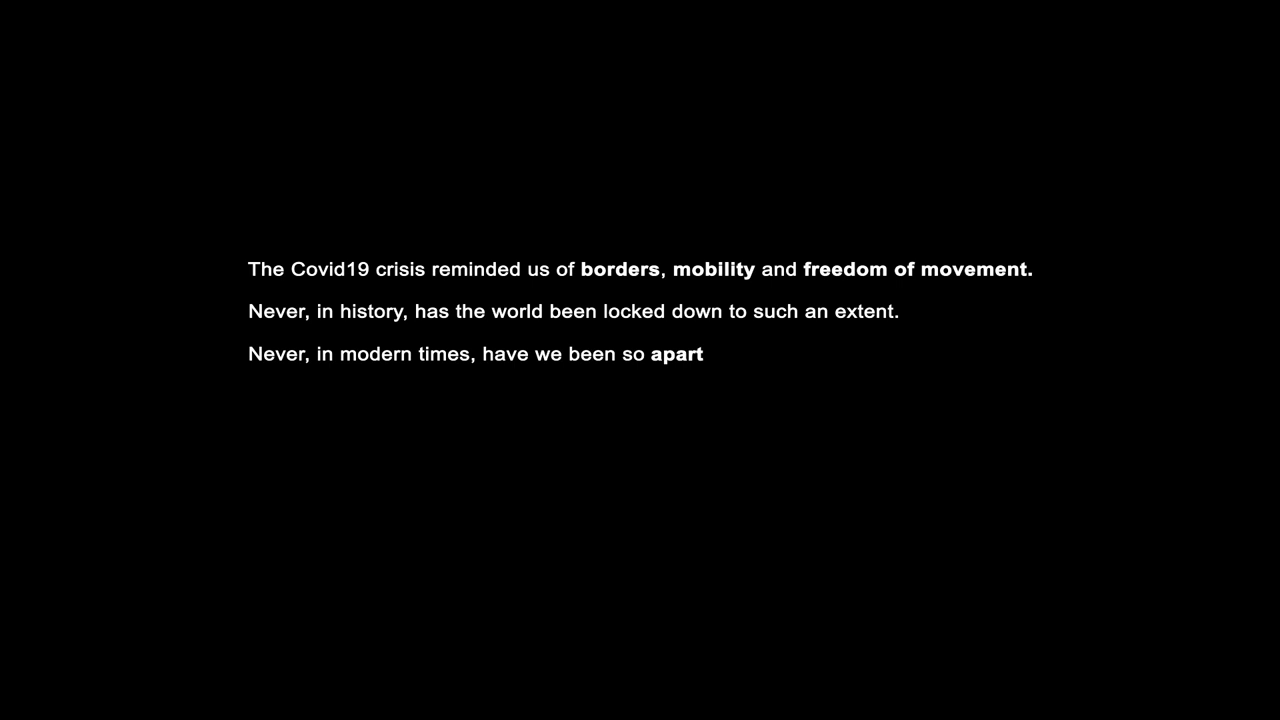 The Covid19 crisis reminded us of borders, mobility and freedom of movement.
Never, in history, has the world been locked down to such an extent.
Never, in modern times, have we been so apart